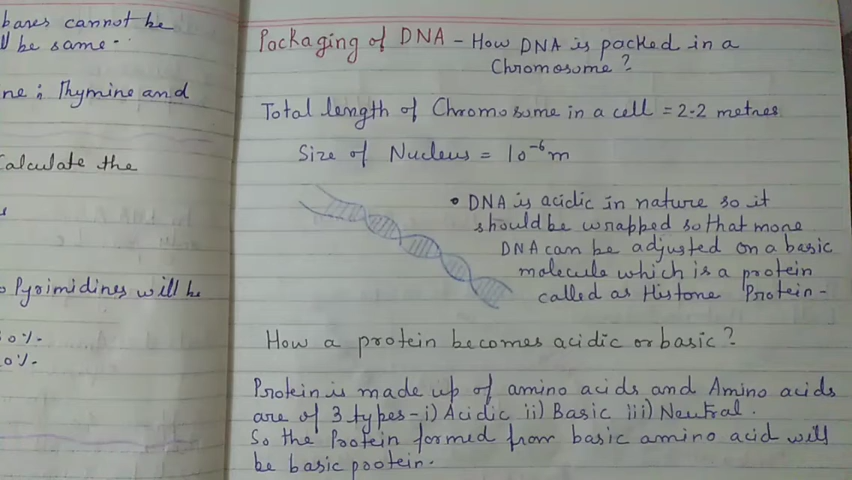 bases cannot be
be same.
Thymine and
Calculate the
Pyrimidines will be
0%.
0%.
Packaging of DNA - How DNA is packed in a
Chromosome?
Total length of Chromosome in a cell = 2.2 metres
Size of Nucleus = 10⁻⁶m
• DNA is acidic in nature so it
should be wrapped so that more
DNA can be adjusted on a basic
molecule which is a protein
called as Histone Protein-
How a protein becomes acidic or basic?
Protein is made up of amino acids and Amino acids
are of 3 types - i) Acidic ii) Basic iii) Neutral.
So the Protein formed from basic amino acid will
be basic protein.